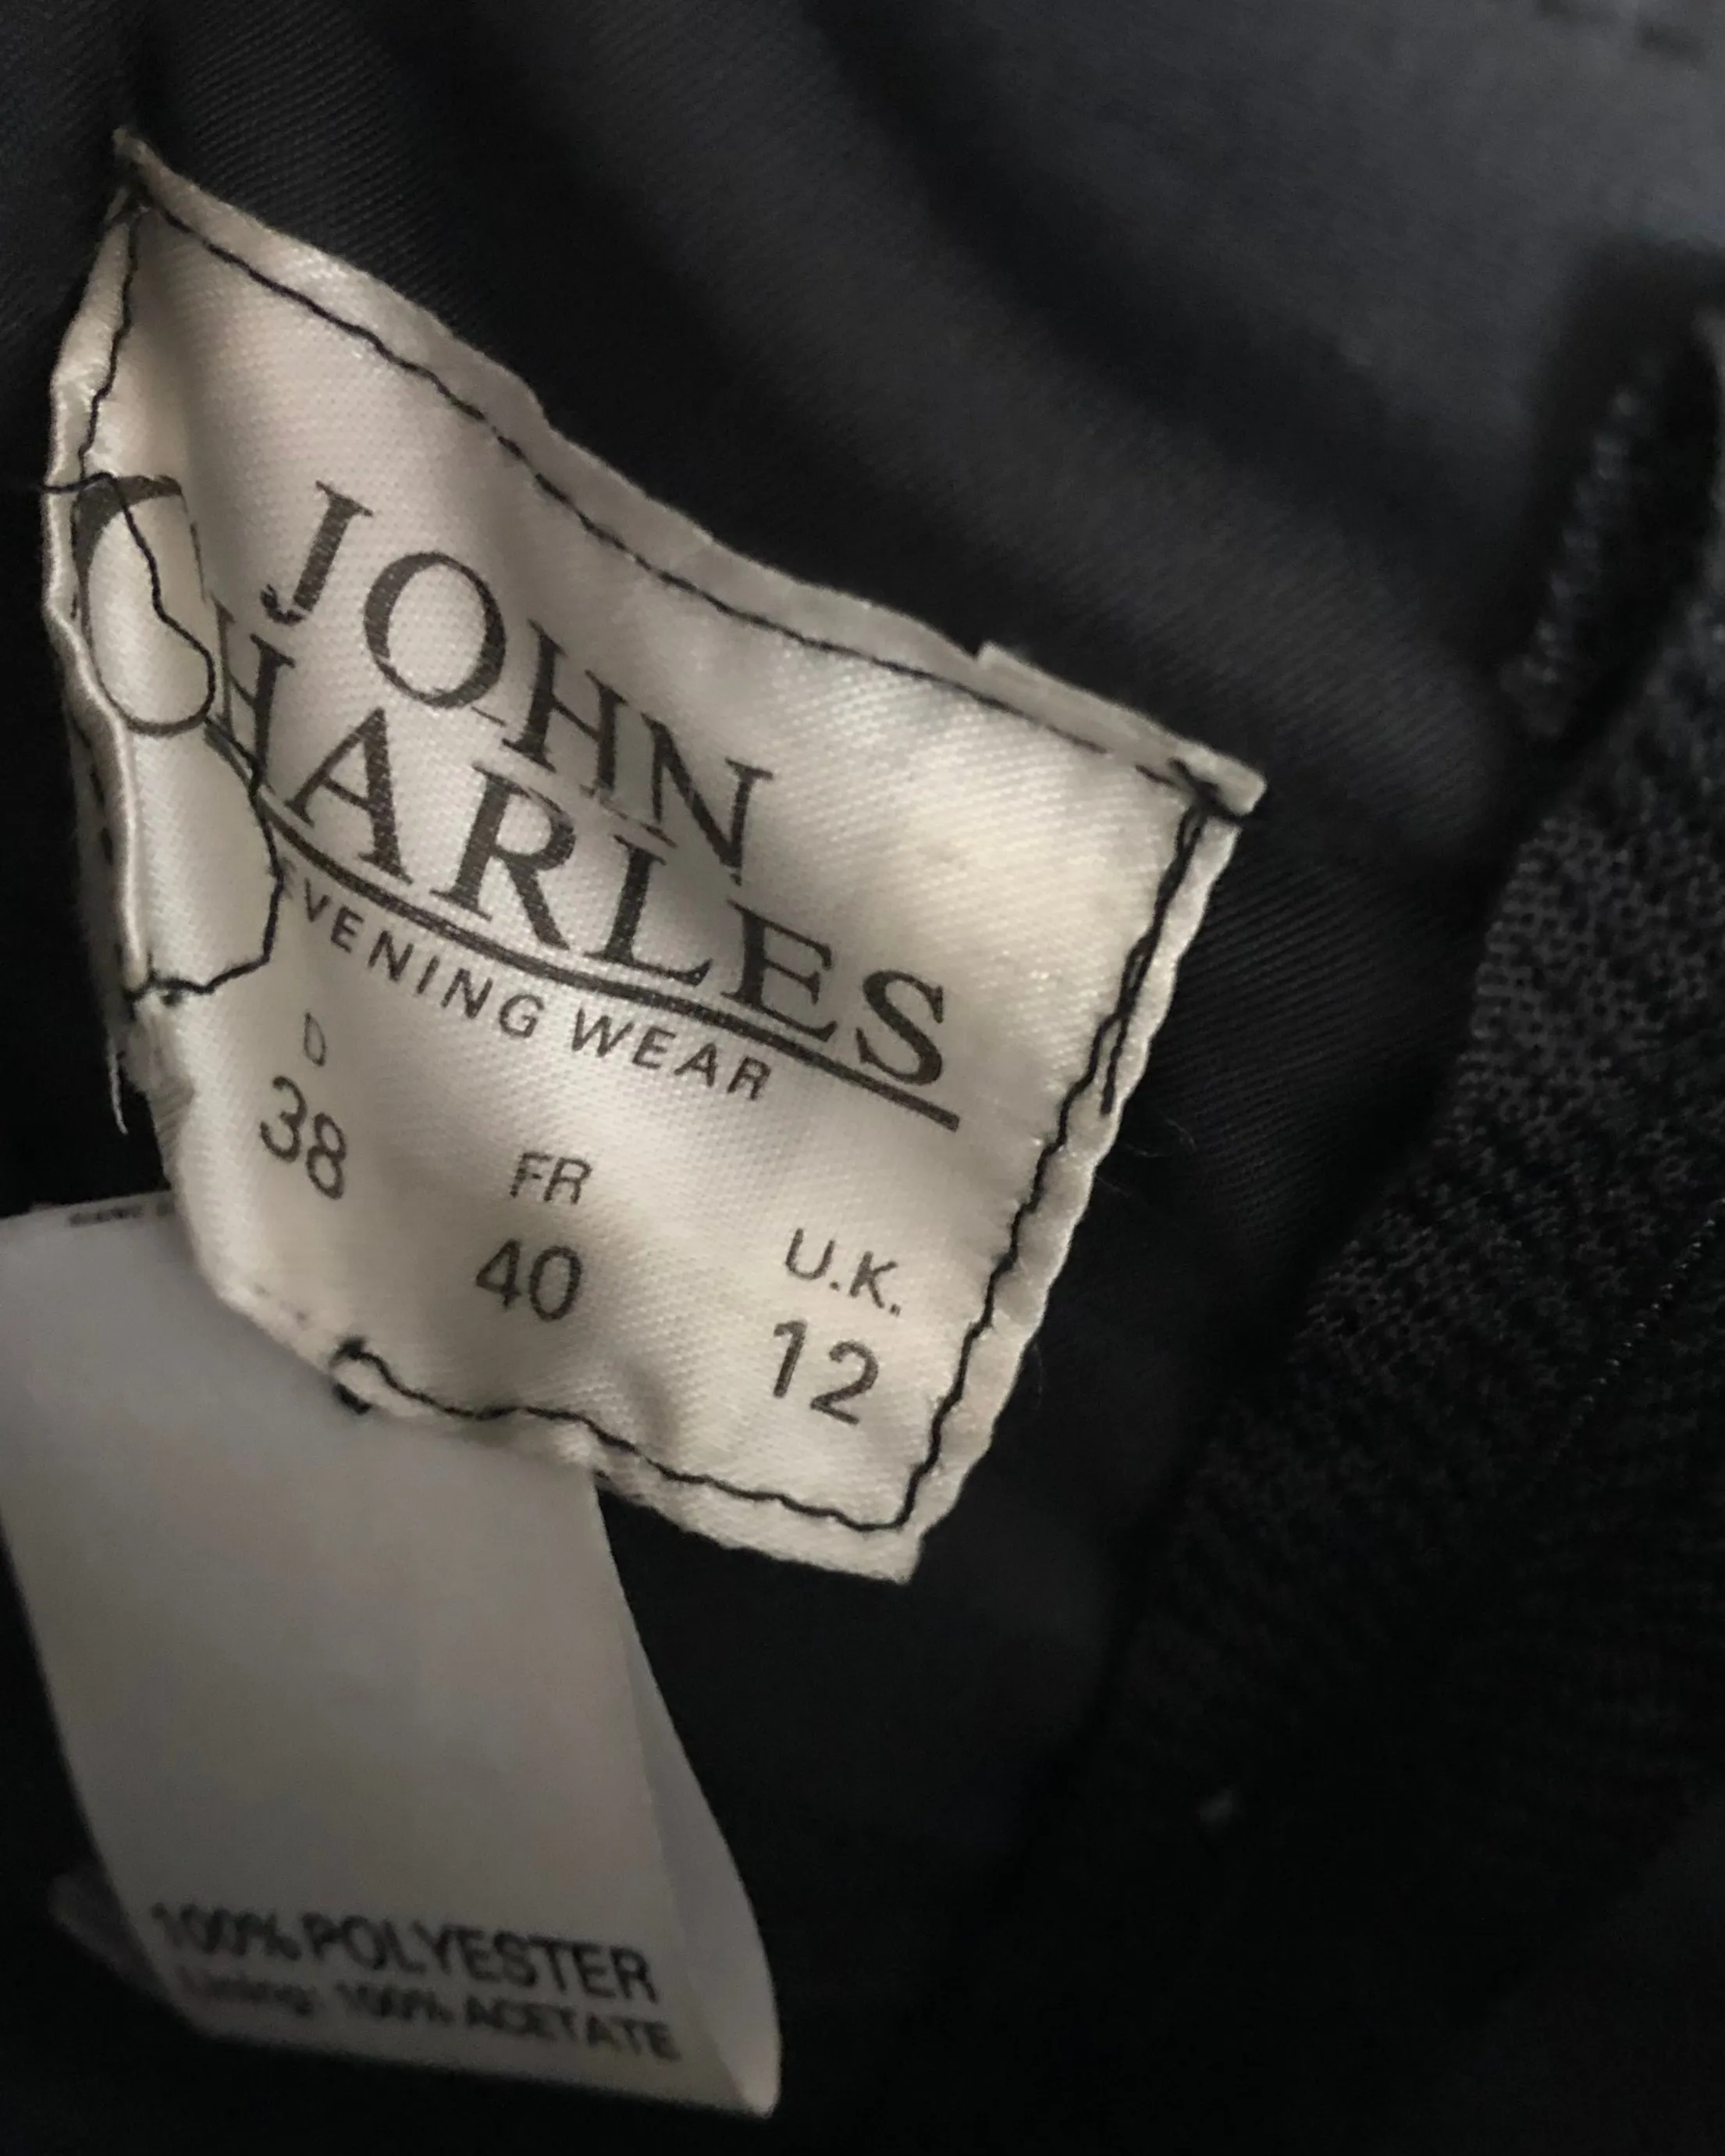 JOHN
CHARLES
EVENING WEAR
D FR U.K.
38 40 12
100% POLYESTER
Lining: 100% ACETATE